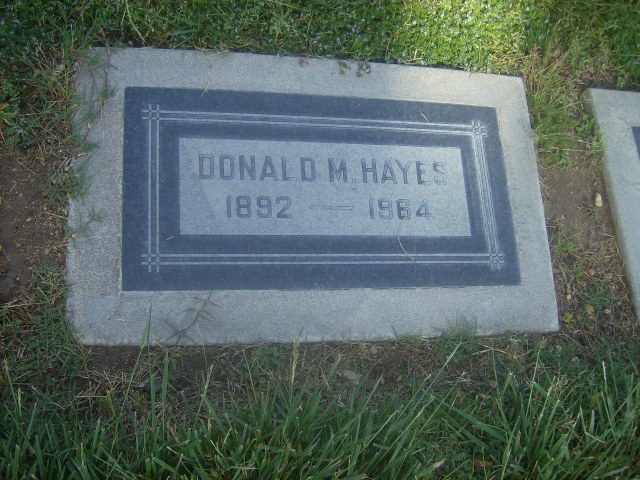 DONALD M. HAYES
1892 — 1964